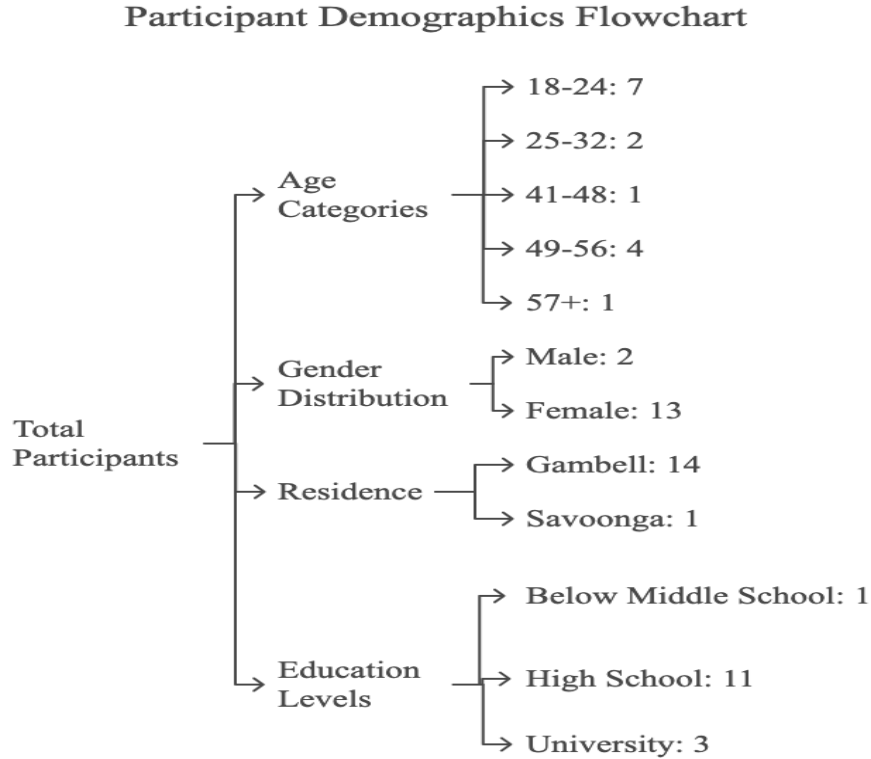 Participant Demographics Flowchart
18-24: 7
25-32: 2
Age
Categories
41-48: 1
49-56: 4
57+: 1
Gender
Distribution
Male: 2
Female: 13
Total
Participants
Gambell: 14
Residence
Savoonga: 1
Below Middle School: 1
Education
Levels
High School: 11
University: 3